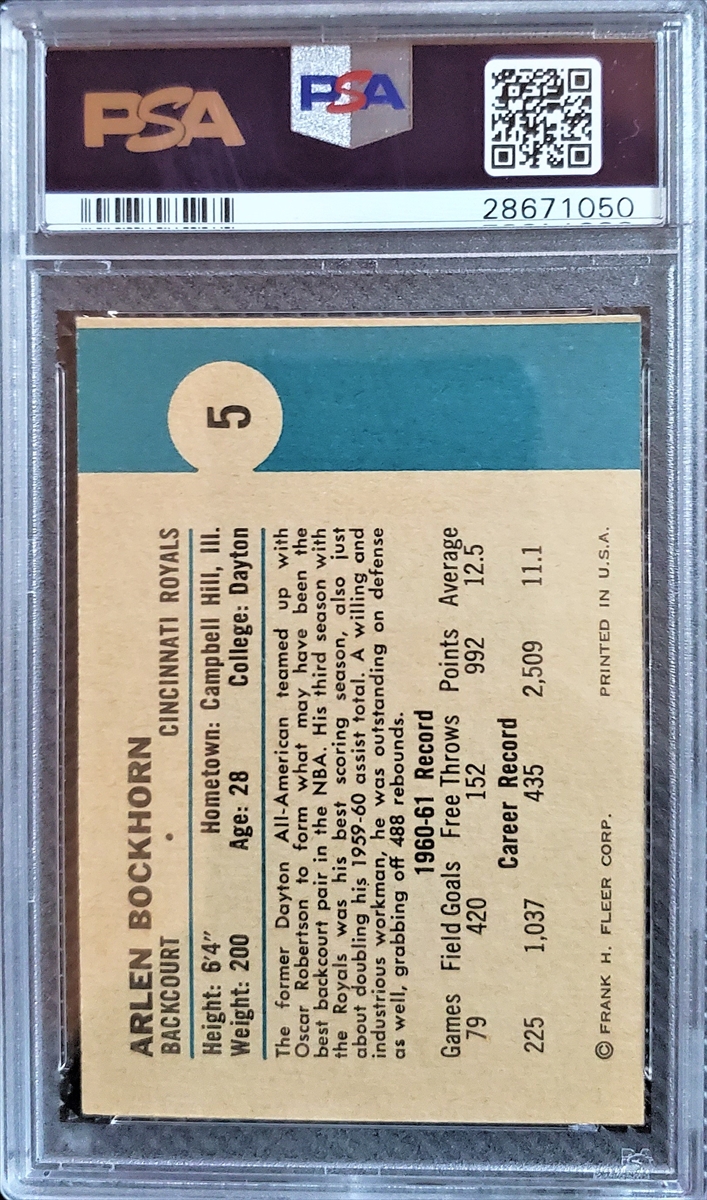 PSA
PSA
28671050
5
ARLEN BOCKHORN
BACKCOURT • CINCINNATI ROYALS
Height: 6'4" Hometown: Campbell Hill, Ill.
Weight: 200 Age: 28 College: Dayton
The former Dayton All-American teamed up with
Oscar Robertson to form what may have been the
best backcourt pair in the NBA. His third season with
the Royals was his best scoring season, also just
about doubling his 1959-60 assist total. A willing and
industrious workman, he was outstanding on defense
as well, grabbing off 488 rebounds.
1960-61 Record
Games Field Goals Free Throws Points Average
79 420 152 992 12.5
Career Record
225 1,037 435 2,509 11.1
© FRANK H. FLEER CORP. PRINTED IN U.S.A.